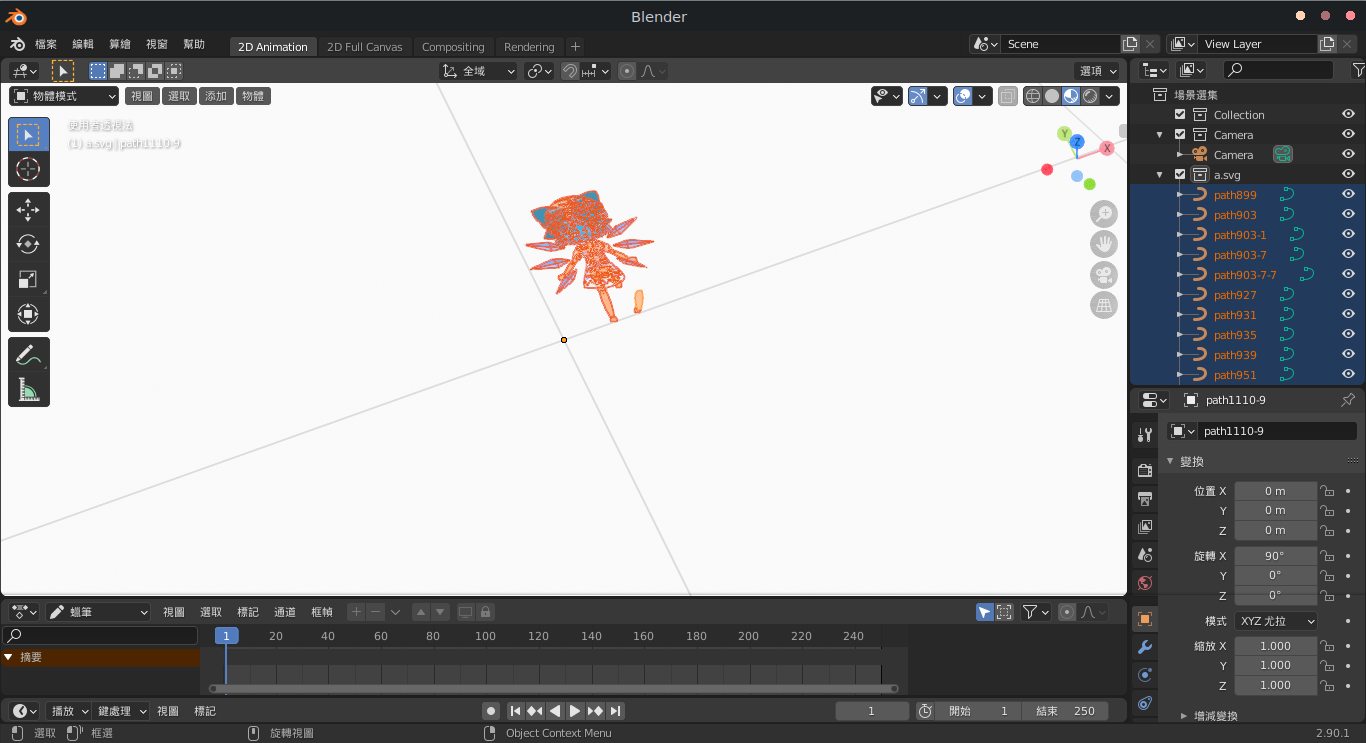 Blender
檔案 編輯 算繪 視窗 幫助 2D Animation 2D Full Canvas Compositing Rendering + Scene View Layer
全域 選項
物體模式 視圖 選取 添加 物體
使用者透視法
(1) a.svg | path1110-9
Y Z X
場景選集
Collection
Camera
Camera
a.svg
path899
path903
path903-1
path903-7
path903-7-7
path927
path931
path935
path939
path951
path1110-9
path1110-9
變換
位置 X 0 m
Y 0 m
Z 0 m
旋轉 X 90°
Y 0°
Z 0°
模式 XYZ 尤拉
縮放 X 1.000
Y 1.000
Z 1.000
增減變換
蠟筆 視圖 選取 標記 通道 框幀
1 20 40 60 80 100 120 140 160 180 200 220 240
摘要
播放 鍵處理 視圖 標記 1 開始 1 結束 250
選取 框選 旋轉視圖 Object Context Menu 2.90.1